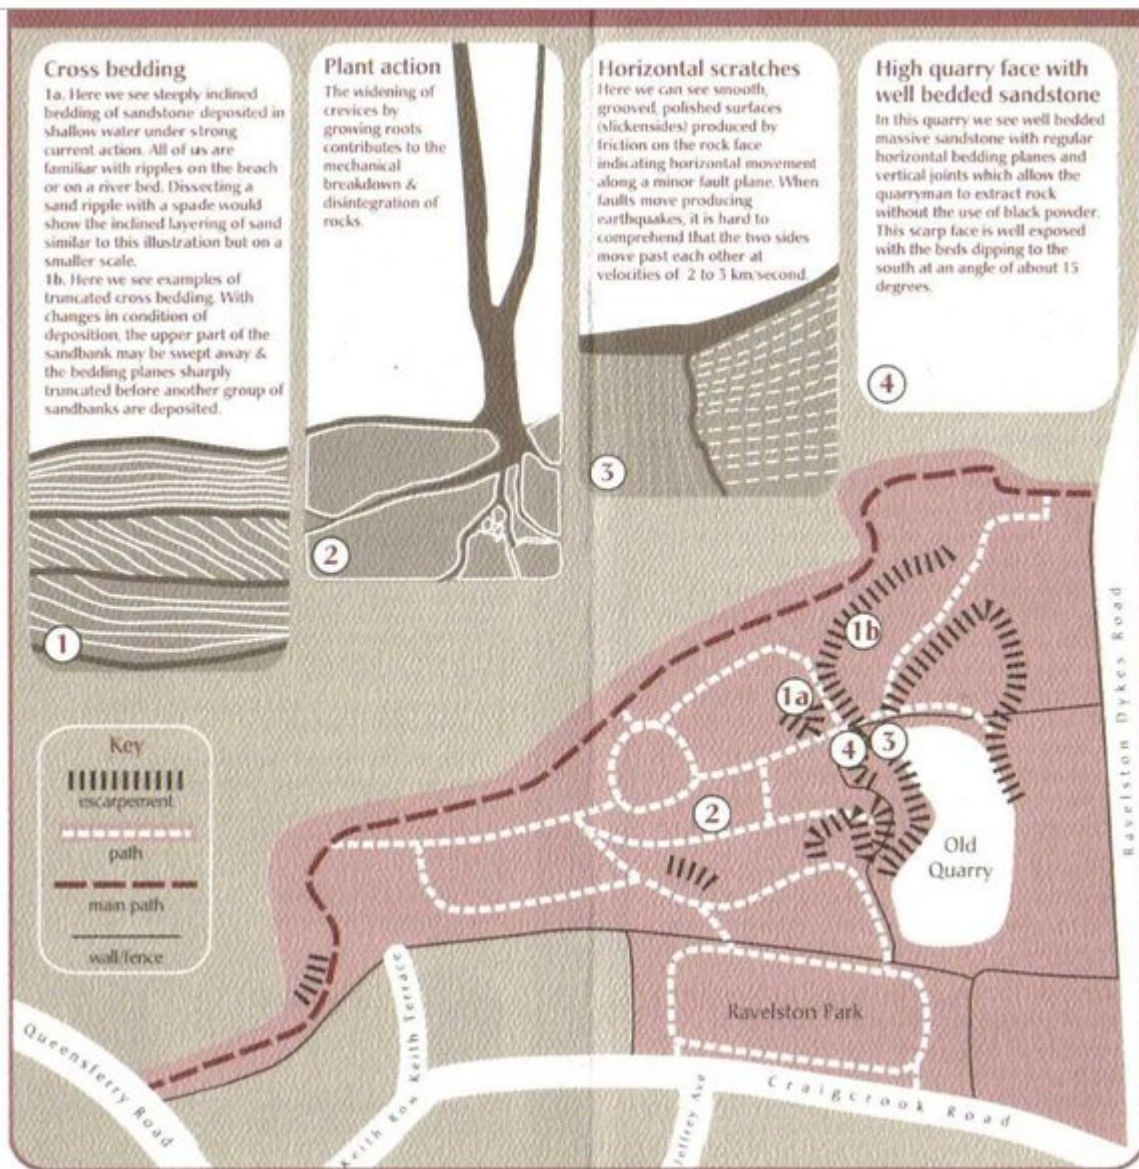 Cross bedding
1a. Here we see steeply inclined
bedding of sandstone deposited in
shallow water under strong
current action. All of us are
familiar with ripples on the beach
or on a river bed. Dissecting a
sand ripple with a spade would
show the inclined layering of sand
similar to this illustration but on a
smaller scale.
1b. Here we see examples of
truncated cross bedding. With
changes in condition of
deposition, the upper part of the
sandbank may be swept away &
the bedding planes sharply
truncated before another group of
sandbanks are deposited.
1
Plant action
The widening of
crevices by
growing roots
contributes to the
mechanical
breakdown &
disintegration of
rocks.
2
Horizontal scratches
Here we can see smooth,
grooved, polished surfaces
(slickensides) produced by
friction on the rock face
indicating horizontal movement
along a minor fault plane. When
faults move producing
earthquakes, it is hard to
comprehend that the two sides
move past each other at
velocities of 2 to 3 km/second.
3
High quarry face with
well bedded sandstone
In this quarry we see well bedded
massive sandstone with regular
horizontal bedding planes and
vertical joints which allow the
quarryman to extract rock
without the use of black powder.
This scarp face is well exposed
with the beds dipping to the
south at an angle of about 15
degrees.
4
1b
1a
4
3
2
Old
Quarry
Ravelston Park
Key
escarpement
path
main path
wall/fence
Queensferry Road
Keith Row
Keith Terrace
Jeffrey Ave
Craigcrook Road
Ravelston Dykes Road